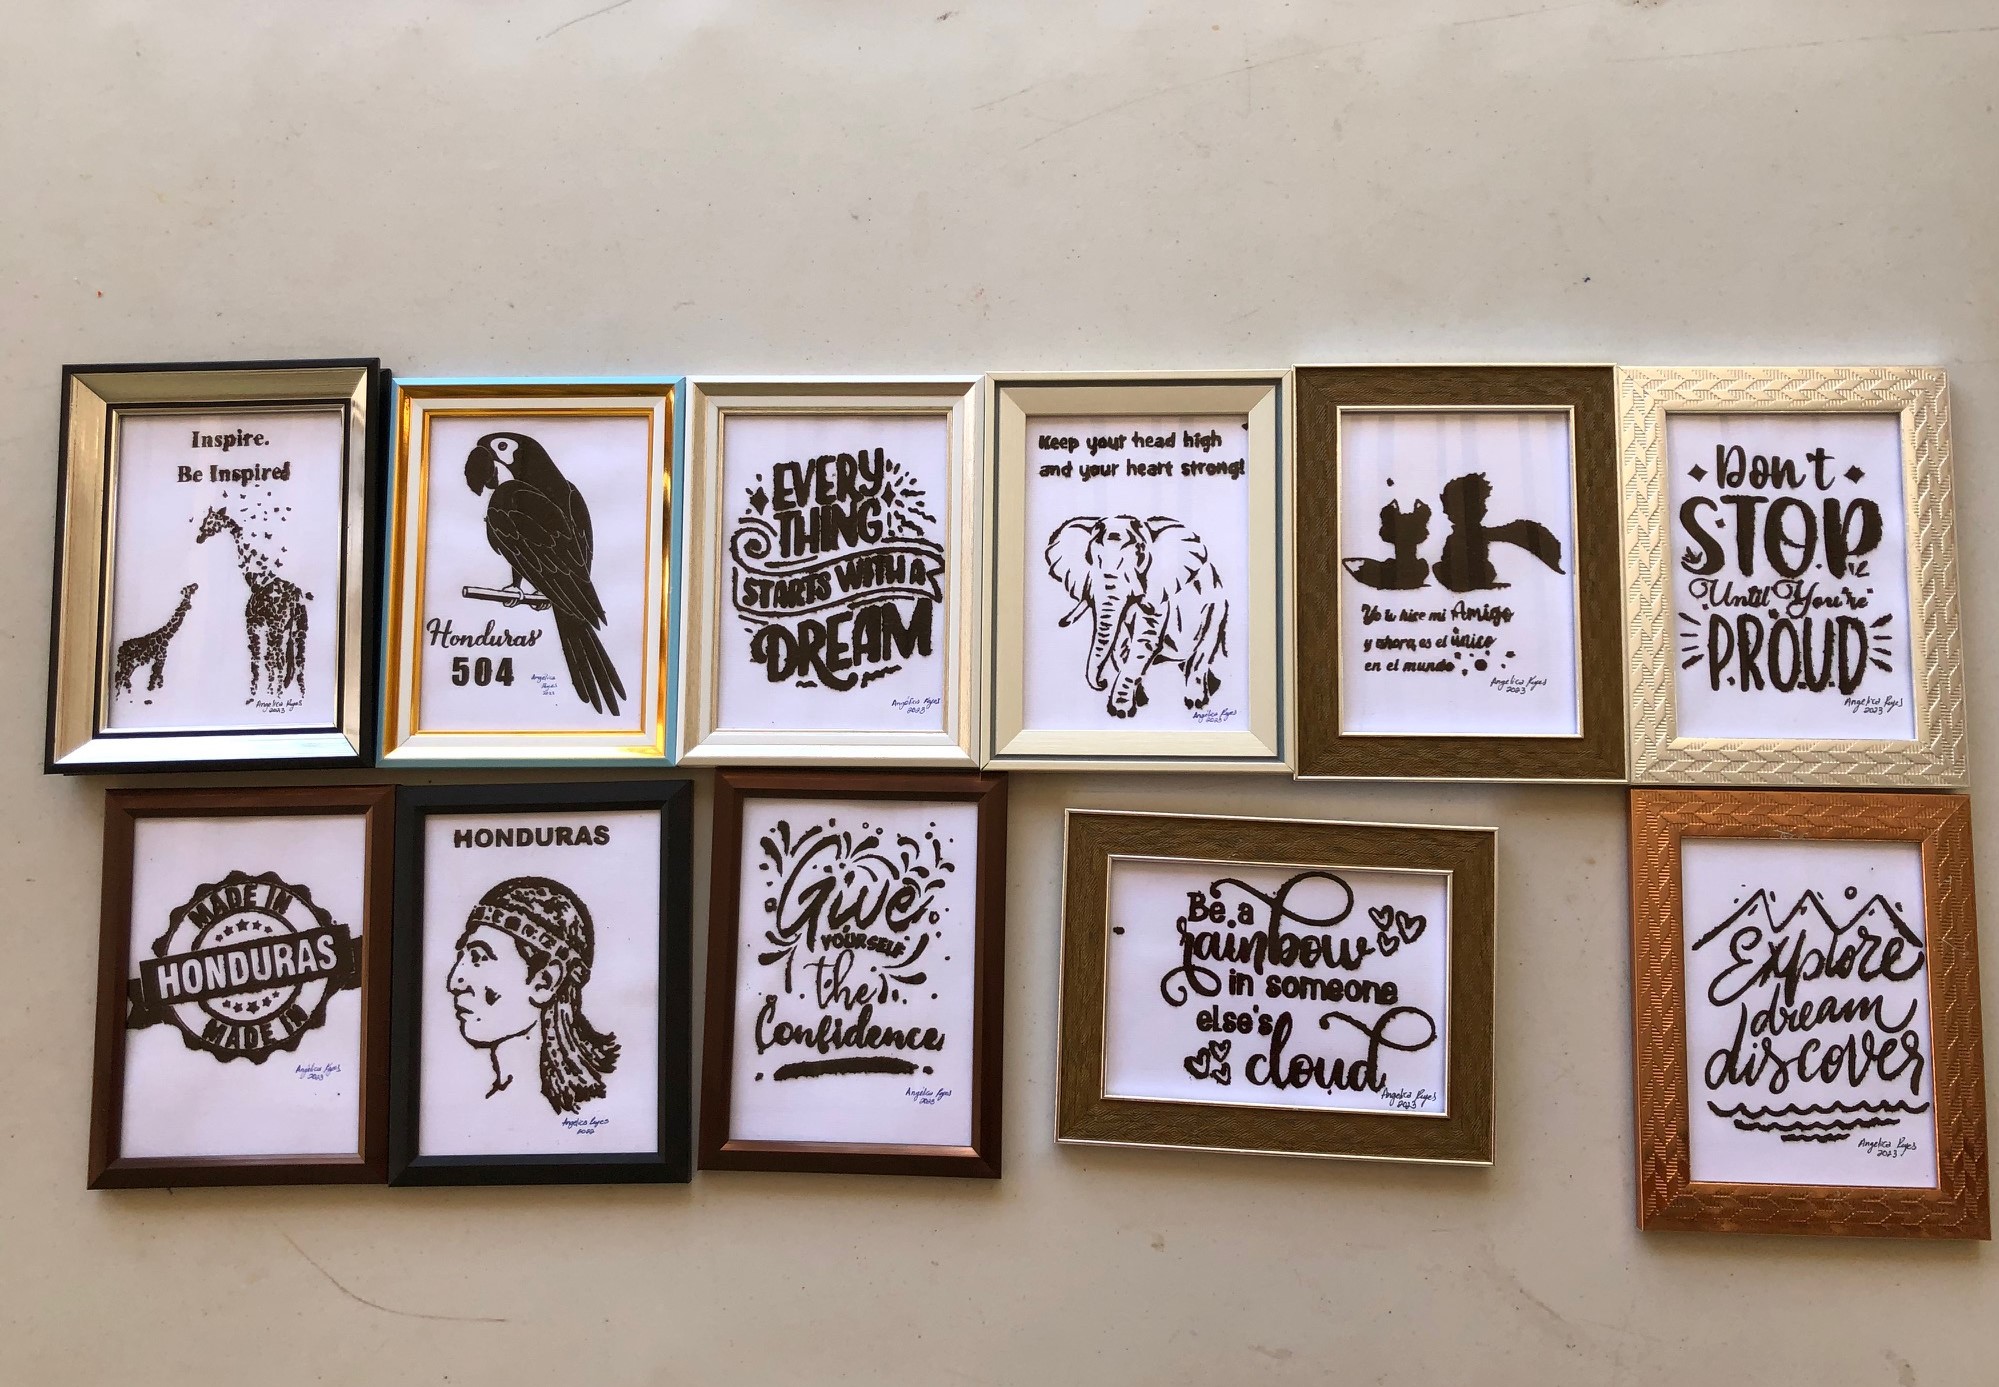 Inspire.
Be Inspired
Angelica Reyes
2023
Honduras
504
Angelica
Reyes
2023
EVERY
THING
STARTS WITH A
DREAM
Angelica Reyes
2023
Keep your head high
and your heart strong!
Angelica Reyes
2023
Yo lo hice mi Amigo
y ahora es el único
en el mundo
Angelica Reyes
2023
Don't
STOP
Until You're
PROUD
Angelica Reyes
2023
MADE IN
HONDURAS
MADE IN
Angelica Reyes
2023
HONDURAS
Angelica Reyes
Give
YOURSELF
the
Confidence
Angelica Reyes
2023
Be a
rainbow
in someone
else's
cloud
Angelica Reyes
2023
Explore
dream
discover
Angelica Reyes
2023